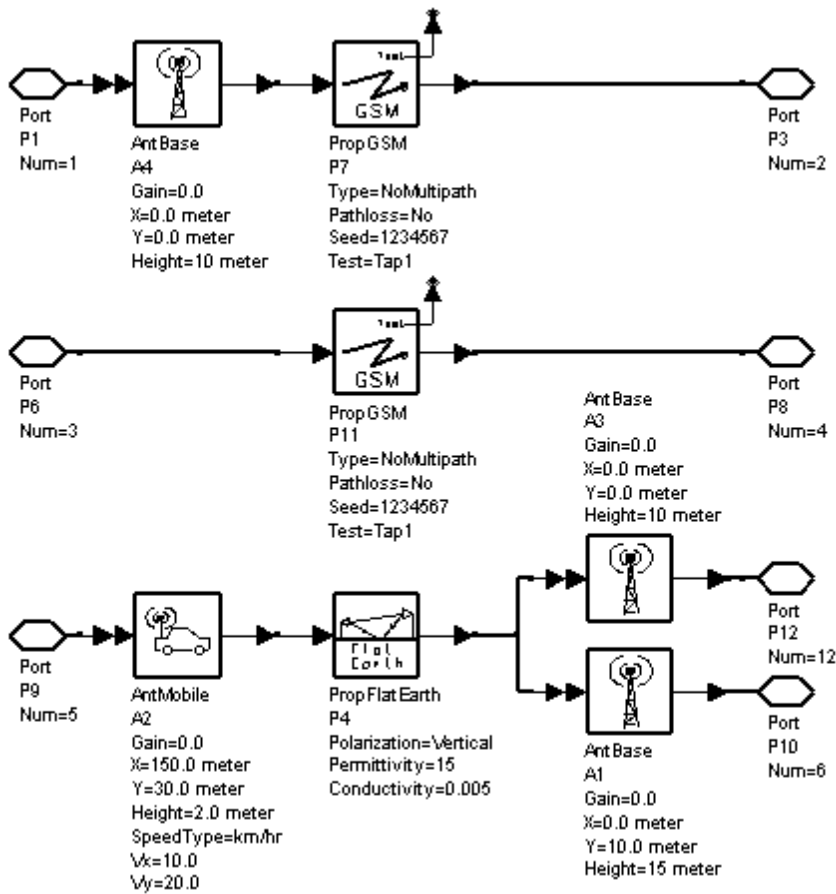 Test
GSM
Port
P1
Num=1
AntBase
A4
Gain=0.0
X=0.0 meter
Y=0.0 meter
Height=10 meter
PropGSM
P7
Type=NoMultipath
Pathloss=No
Seed=1234567
Test=Tap1
Port
P3
Num=2
Test
GSM
Port
P6
Num=3
PropGSM
P11
Type=NoMultipath
Pathloss=No
Seed=1234567
Test=Tap1
Port
P8
Num=4
AntBase
A3
Gain=0.0
X=0.0 meter
Y=0.0 meter
Height=10 meter
Port
P12
Num=12
Port
P9
Num=5
AntMobile
A2
Gain=0.0
X=150.0 meter
Y=30.0 meter
Height=2.0 meter
SpeedType=km/hr
Vx=10.0
Vy=20.0
Flat
Earth
PropFlatEarth
P4
Polarization=Vertical
Permittivity=15
Conductivity=0.005
AntBase
A1
Gain=0.0
X=0.0 meter
Y=10.0 meter
Height=15 meter
Port
P10
Num=6